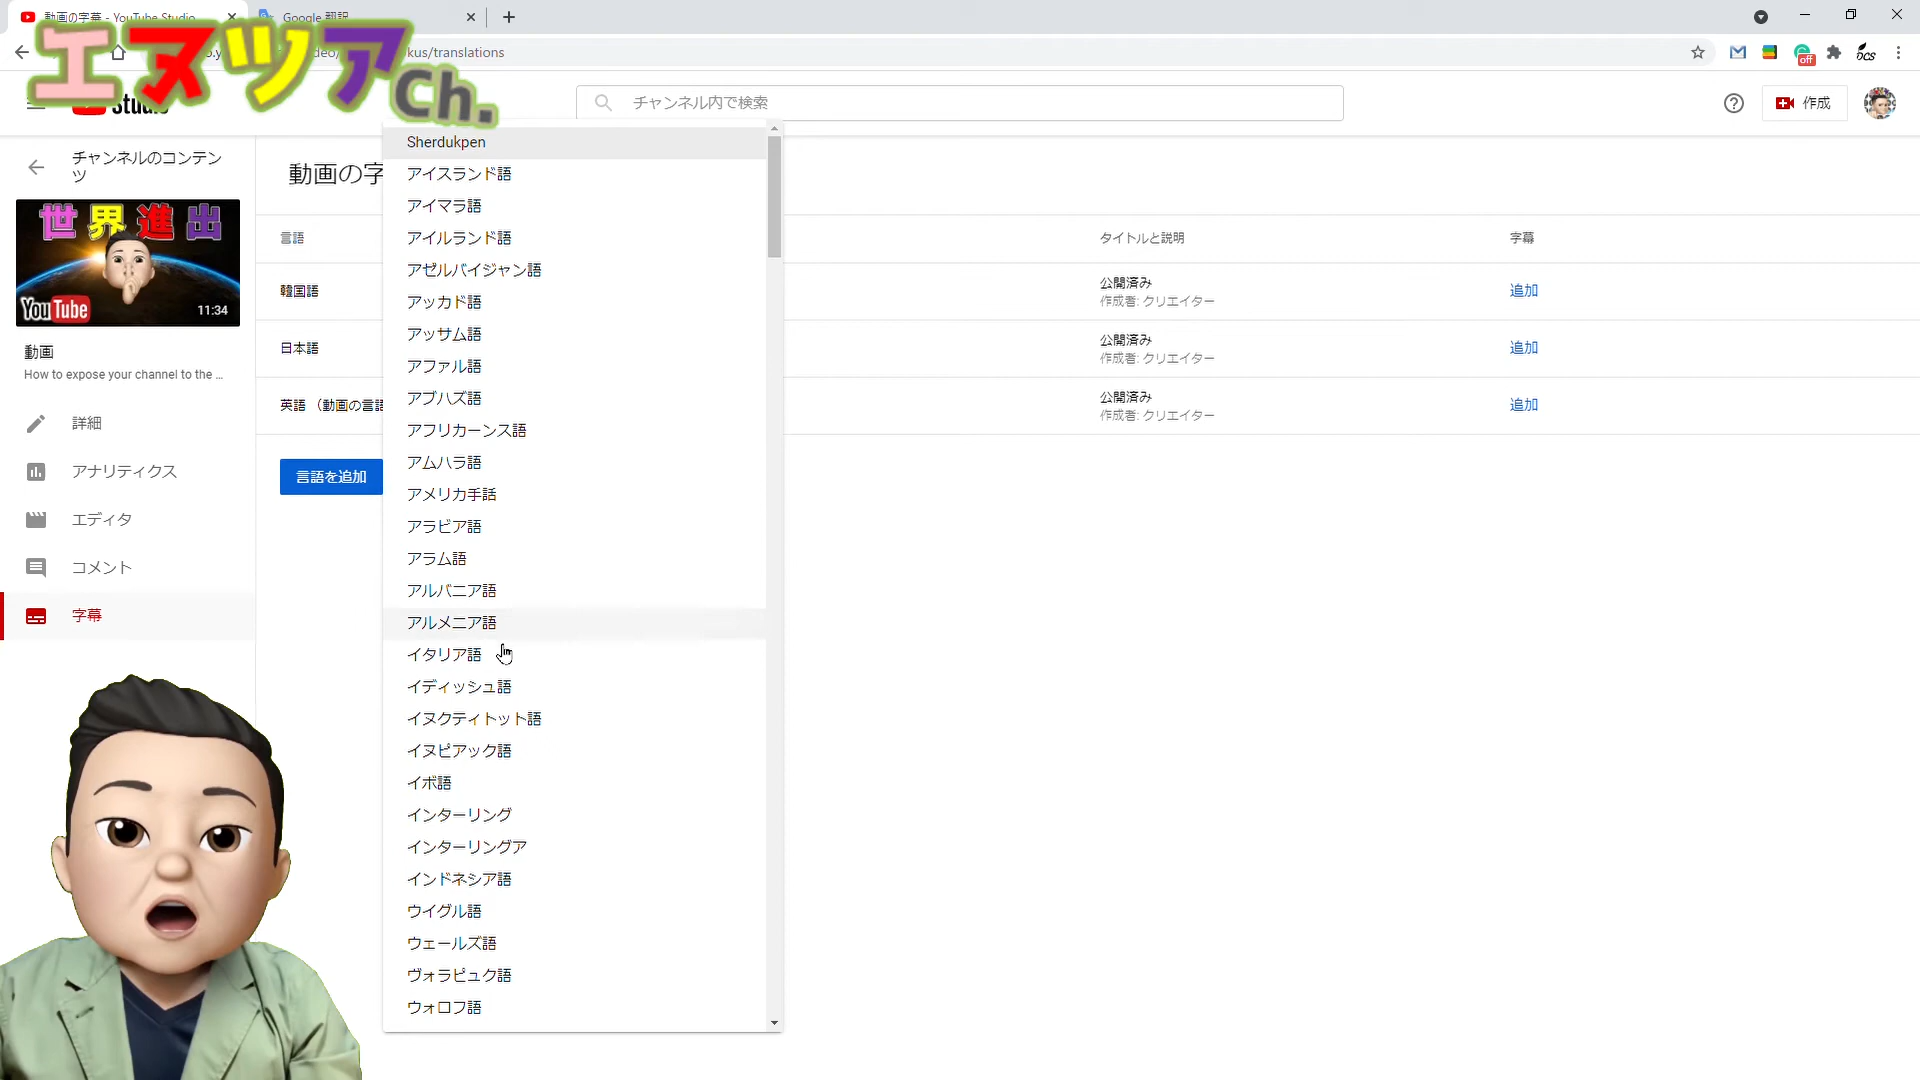 動画の字幕 - YouTube Studio
Google 翻訳
kus/translations
エヌツアCh.
Studio
チャンネル内で検索
作成
off
DCS
チャンネルのコンテンツ
世界進出
YouTube
11:34
動画
How to expose your channel to the ...
詳細
アナリティクス
エディタ
コメント
字幕
動画の字
言語
タイトルと説明
字幕
韓国語
公開済み
作成者: クリエイター
追加
日本語
公開済み
作成者: クリエイター
追加
英語 （動画の言語
公開済み
作成者: クリエイター
追加
言語を追加
Sherdukpen
アイスランド語
アイマラ語
アイルランド語
アゼルバイジャン語
アッカド語
アッサム語
アファル語
アブハズ語
アフリカーンス語
アムハラ語
アメリカ手話
アラビア語
アラム語
アルバニア語
アルメニア語
イタリア語
イディッシュ語
イヌクティトット語
イヌピアック語
イボ語
インターリング
インターリングア
インドネシア語
ウイグル語
ウェールズ語
ヴォラピュク語
ウォロフ語